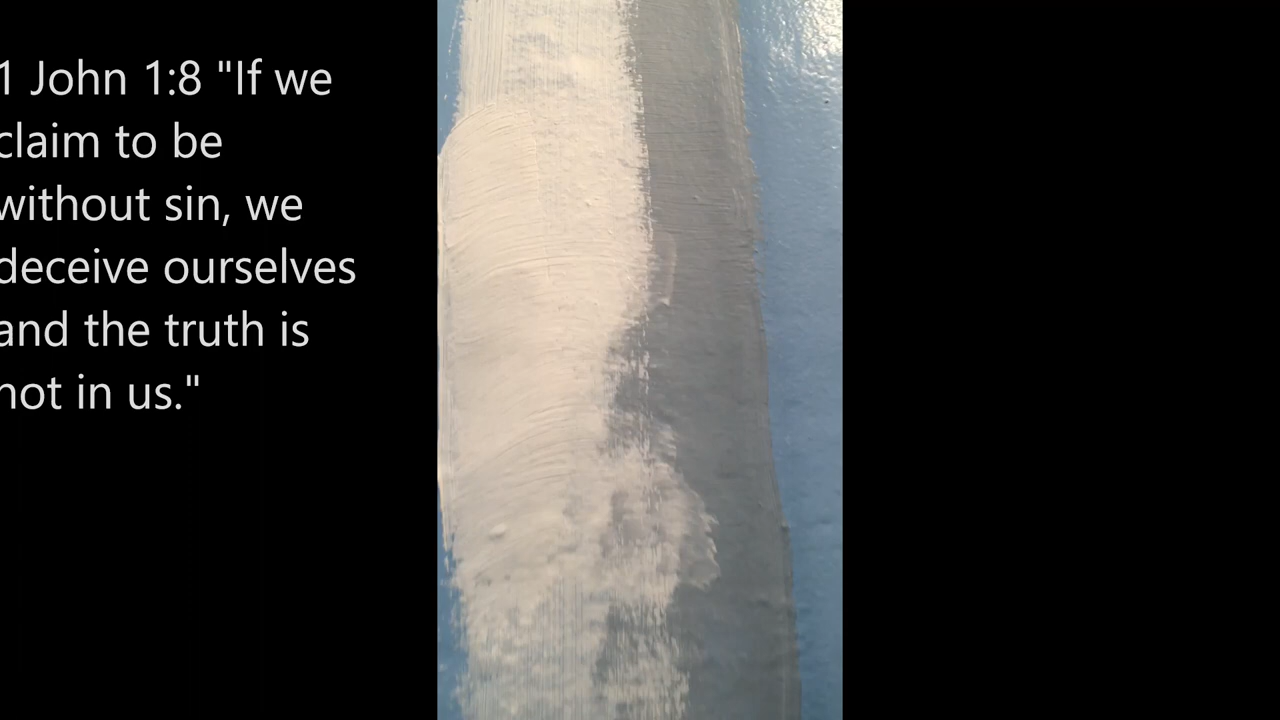 1 John 1:8 "If we
claim to be
without sin, we
deceive ourselves
and the truth is
not in us."